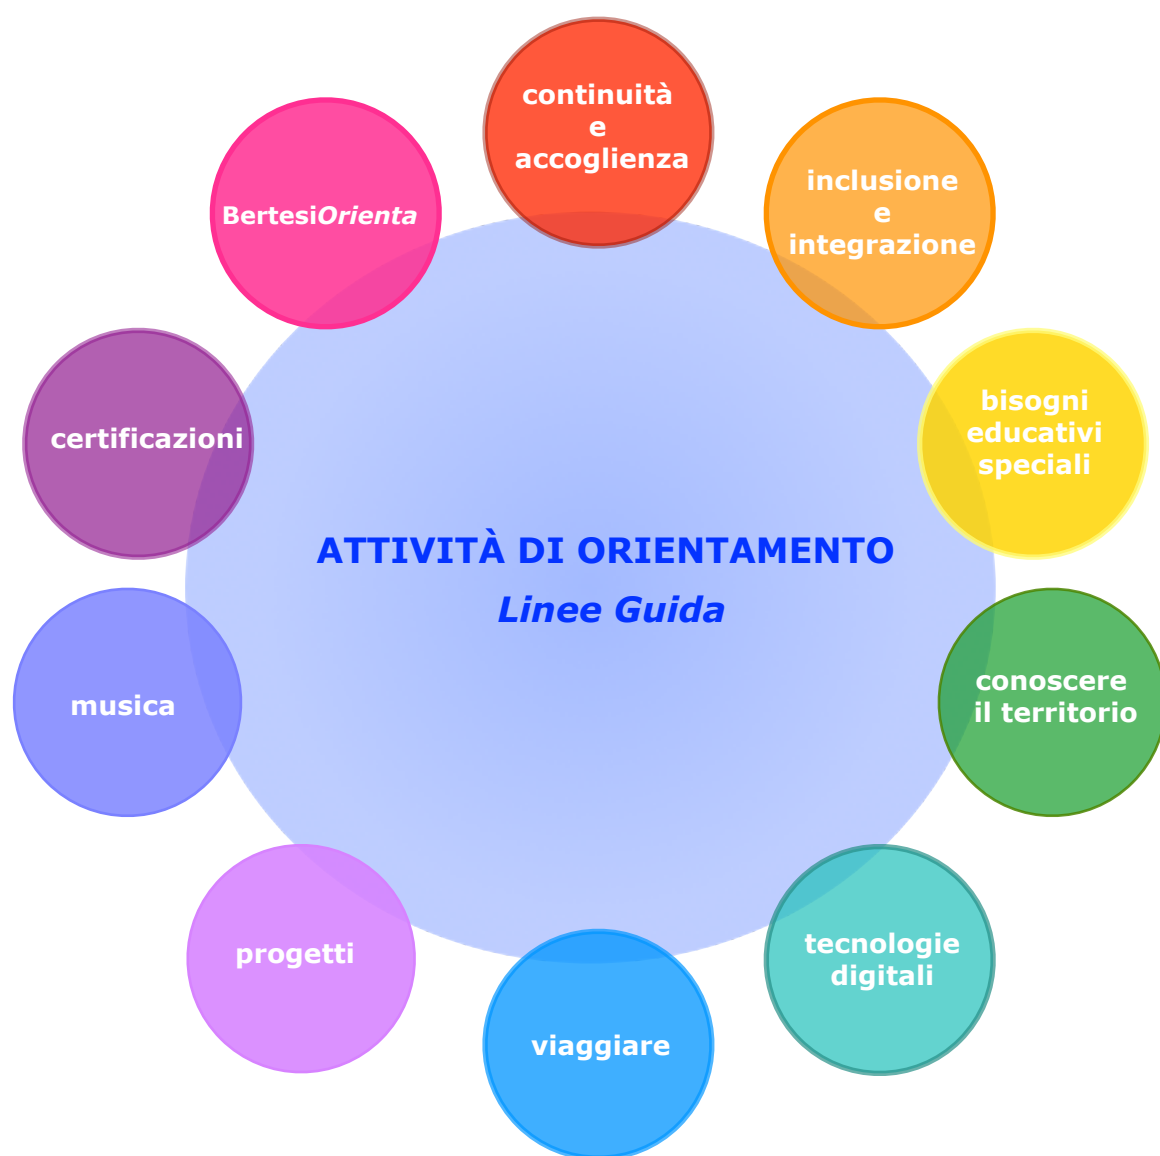 continuità
e
accoglienza
inclusione
e
integrazione
BertesiOrienta
bisogni
educativi
speciali
certificazioni
ATTIVITÀ DI ORIENTAMENTO
Linee Guida
conoscere
il territorio
musica
tecnologie
digitali
progetti
viaggiare